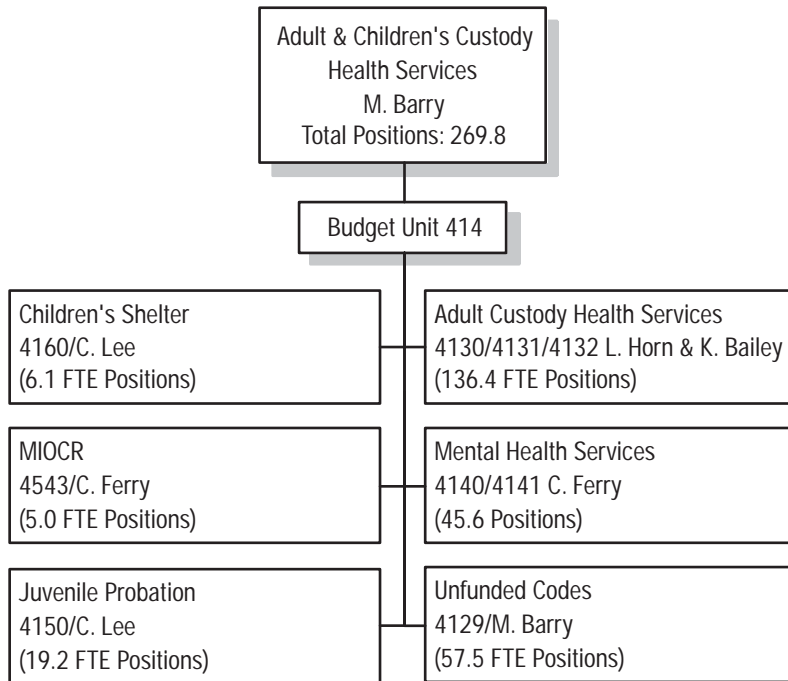 Adult & Children's Custody
Health Services
M. Barry
Total Positions: 269.8
Budget Unit 414
Children's Shelter
4160/C. Lee
(6.1 FTE Positions)
Adult Custody Health Services
4130/4131/4132 L. Horn & K. Bailey
(136.4 FTE Positions)
MIOCR
4543/C. Ferry
(5.0 FTE Positions)
Mental Health Services
4140/4141 C. Ferry
(45.6 Positions)
Juvenile Probation
4150/C. Lee
(19.2 FTE Positions)
Unfunded Codes
4129/M. Barry
(57.5 FTE Positions)